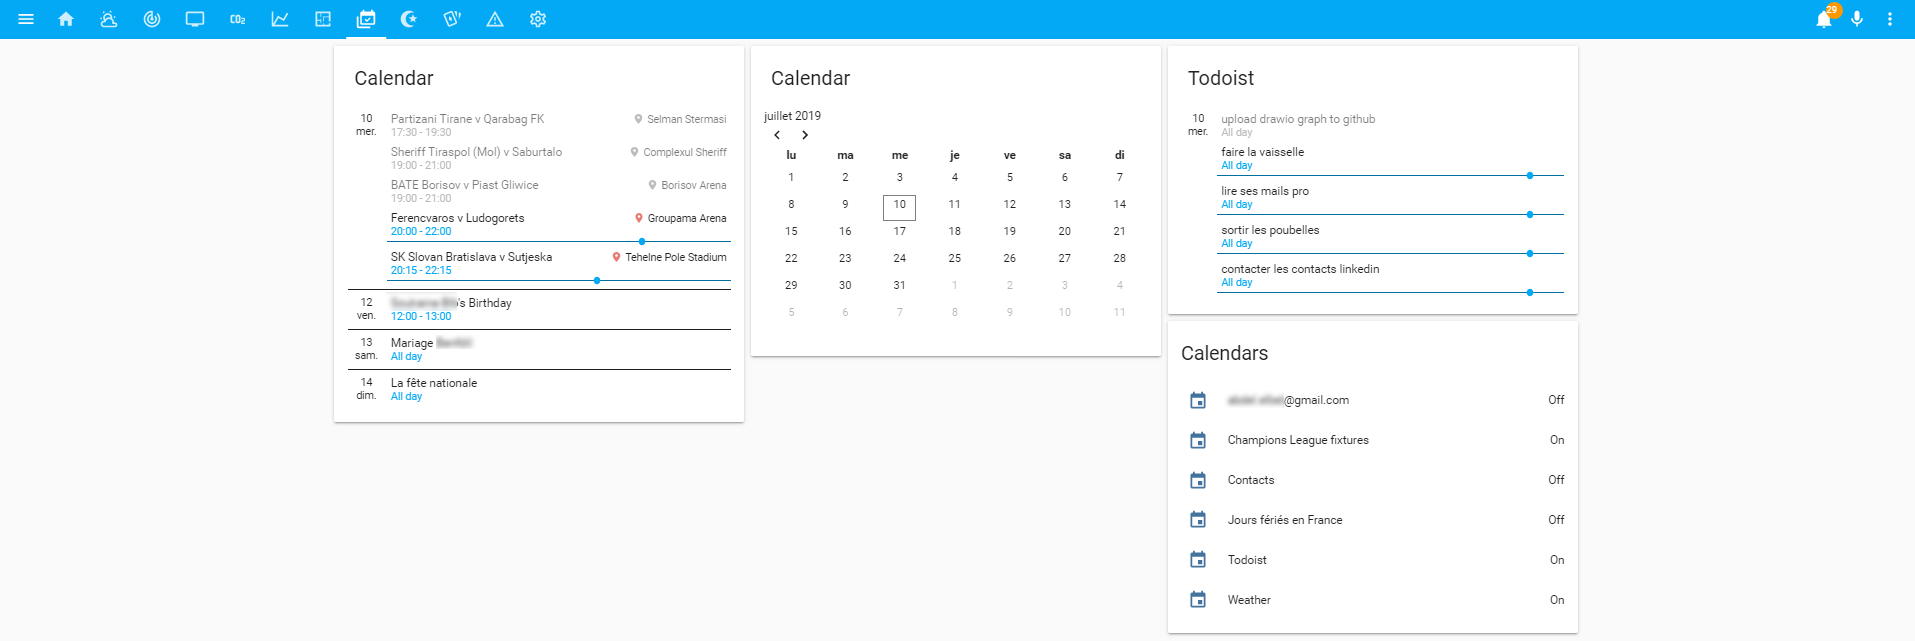 CO₂
29
Calendar
10
mer.
Partizani Tirane v Qarabag FK
Selman Stermasi
17:30 - 19:30
Sheriff Tiraspol (Mol) v Saburtalo
Complexul Sheriff
19:00 - 21:00
BATE Borisov v Piast Gliwice
Borisov Arena
19:00 - 21:00
Ferencvaros v Ludogorets
Groupama Arena
20:00 - 22:00
SK Slovan Bratislava v Sutjeska
Tehelne Pole Stadium
20:15 - 22:15
12
ven.
's Birthday
12:00 - 13:00
13
sam.
Mariage
All day
14
dim.
La fête nationale
All day
Calendar
juillet 2019
lu ma me je ve sa di
1 2 3 4 5 6 7
8 9 10 11 12 13 14
15 16 17 18 19 20 21
22 23 24 25 26 27 28
29 30 31 1 2 3 4
5 6 7 8 9 10 11
Todoist
10
mer.
upload drawio graph to github
All day
faire la vaisselle
All day
lire ses mails pro
All day
sortir les poubelles
All day
contacter les contacts linkedin
All day
Calendars
@gmail.com Off
Champions League fixtures On
Contacts Off
Jours fériés en France Off
Todoist On
Weather On